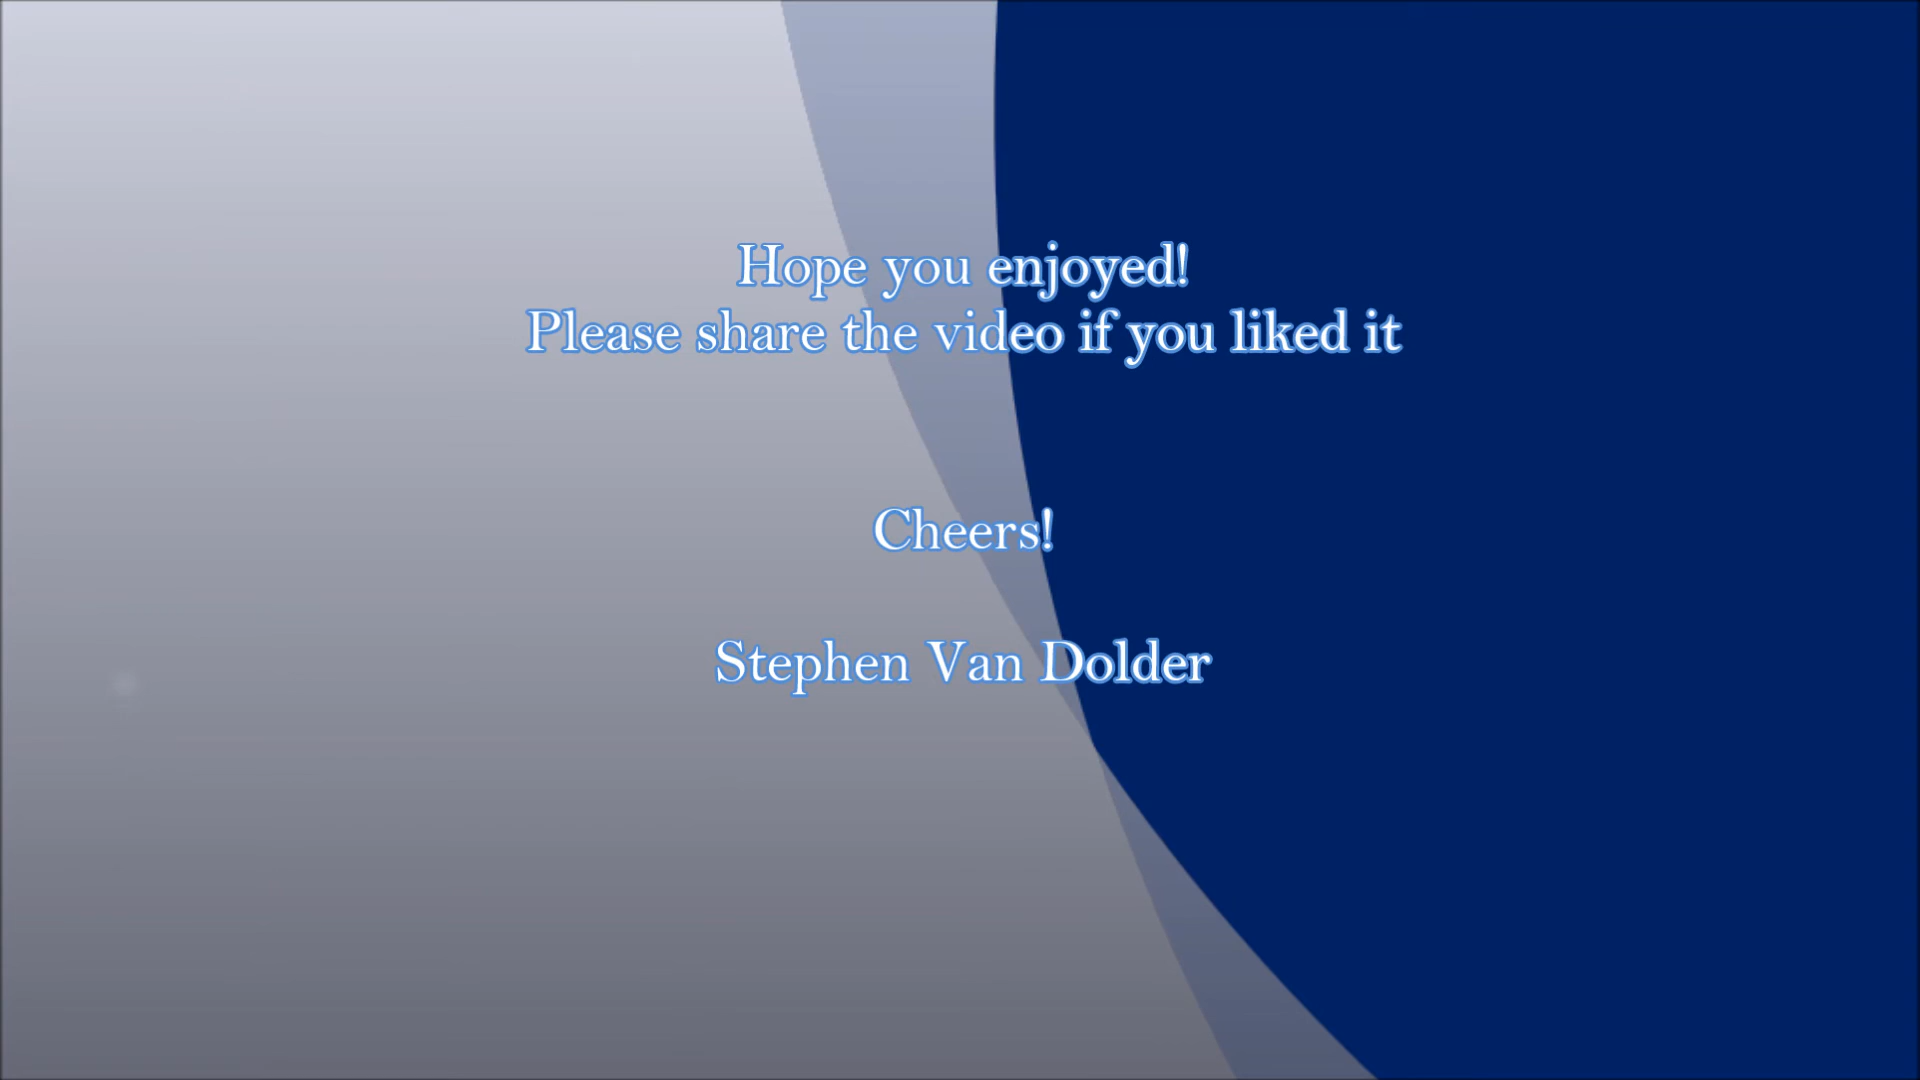 Hope you enjoyed!
Please share the video if you liked it
Cheers!
Stephen Van Dolder